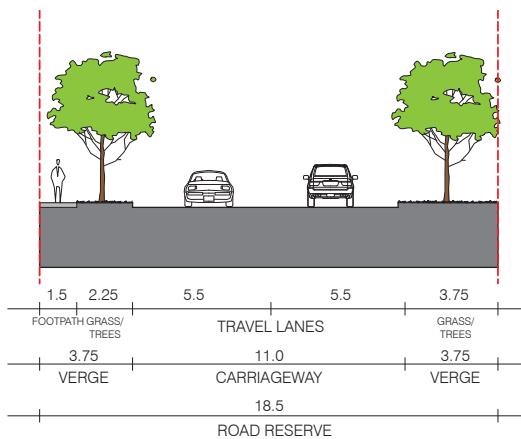 1.5 2.25 5.5 5.5 3.75
FOOTPATH GRASS/ TREES TRAVEL LANES GRASS/ TREES
3.75 11.0 3.75
VERGE CARRIAGEWAY VERGE
18.5
ROAD RESERVE